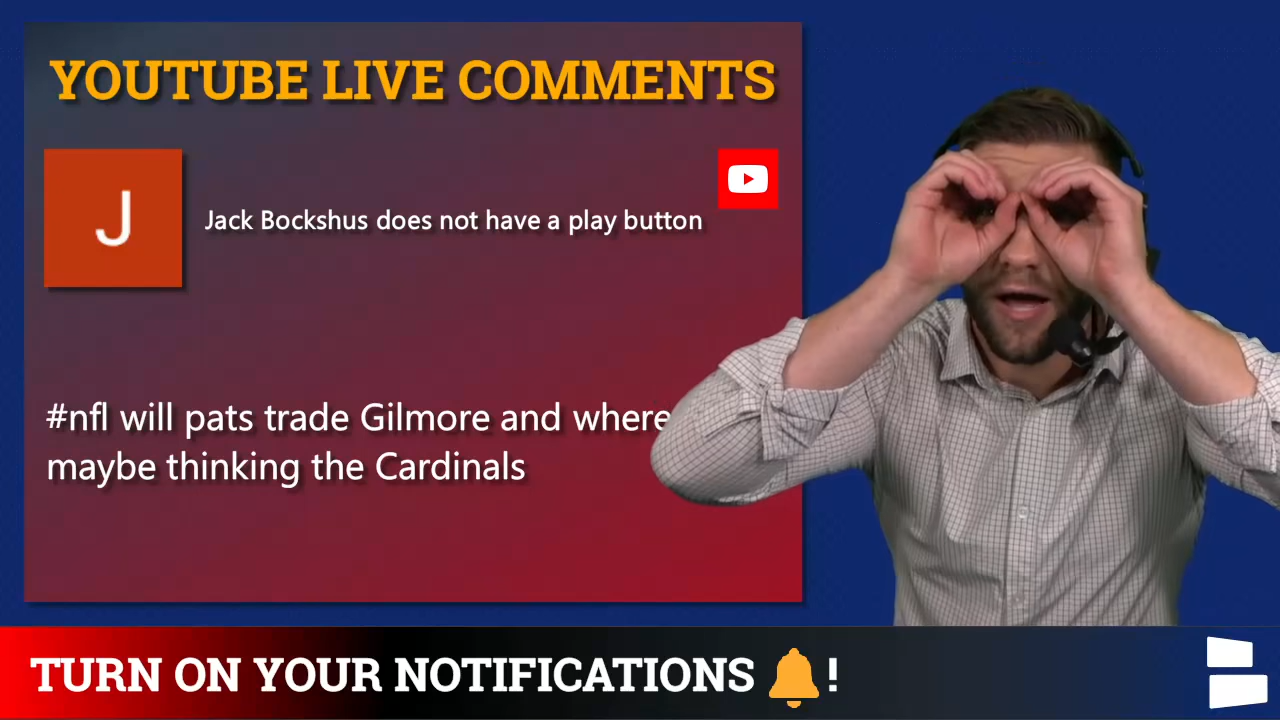 YOUTUBE LIVE COMMENTS
J
Jack Bockshus does not have a play button
#nfl will pats trade Gilmore and where
maybe thinking the Cardinals
TURN ON YOUR NOTIFICATIONS !